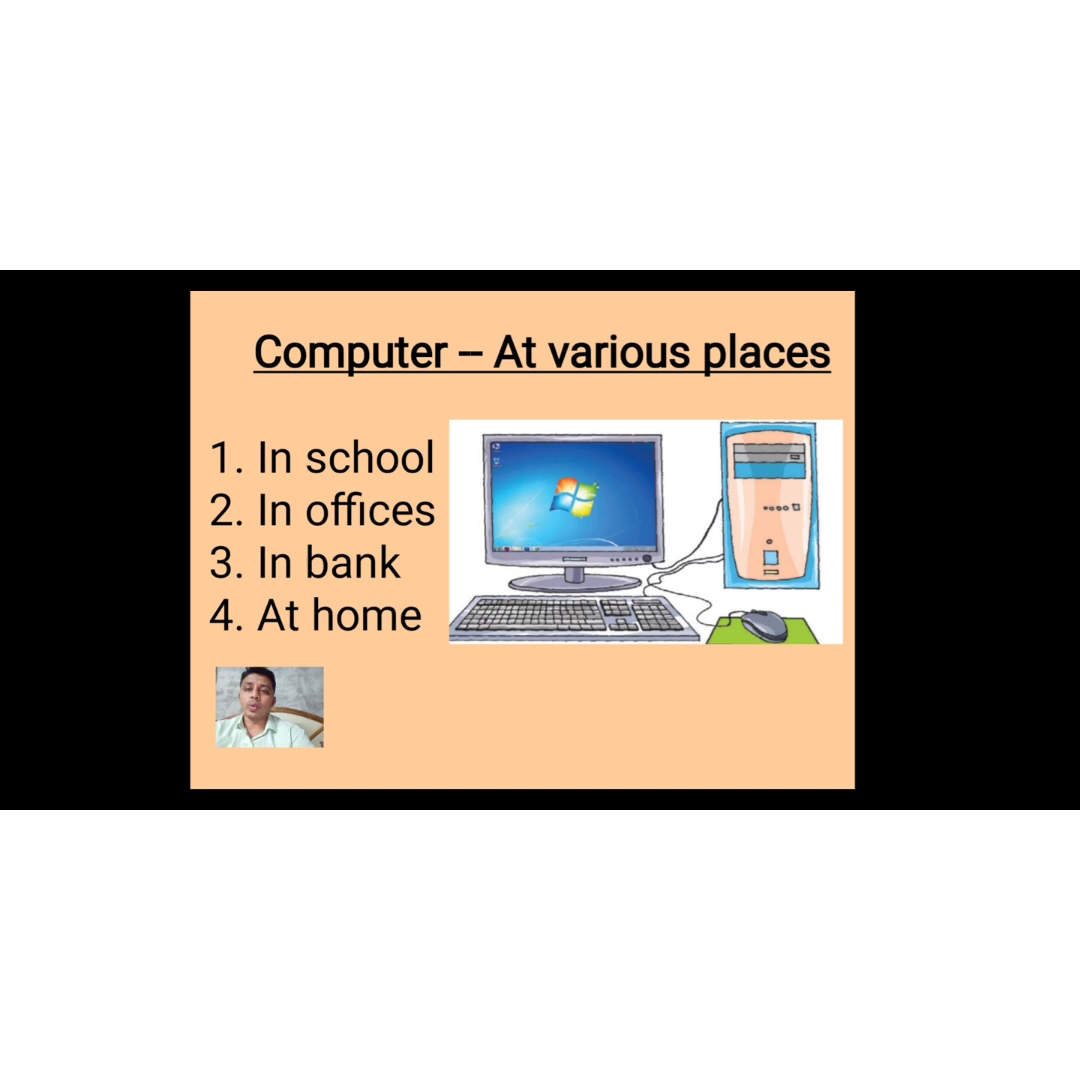 Computer -- At various places
1. In school
2. In offices
3. In bank
4. At home